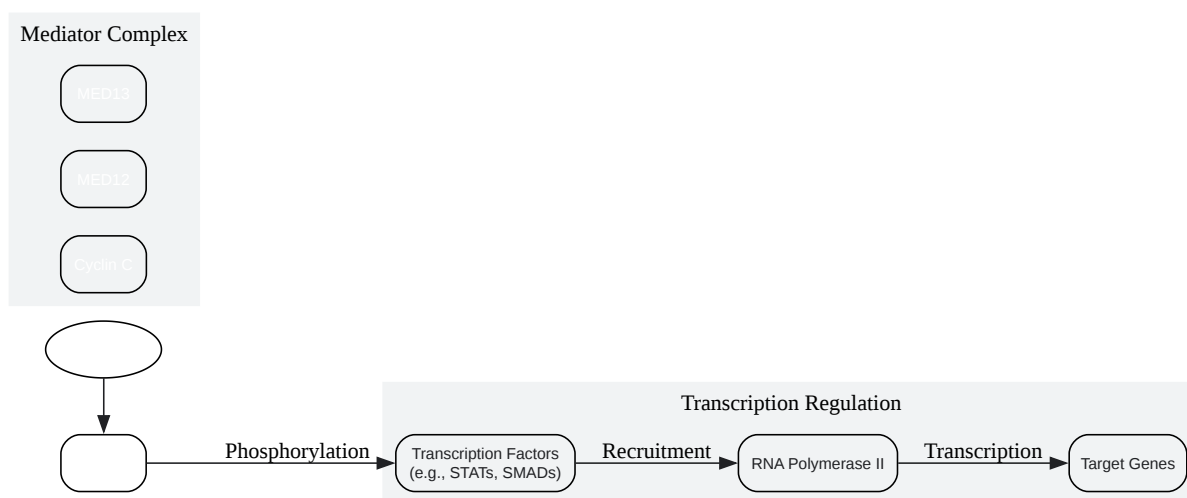 Mediator Complex
MED13
MED12
Cyclin C
Transcription Regulation
Phosphorylation
Transcription Factors
(e.g., STATs, SMADs)
Recruitment
RNA Polymerase II
Transcription
Target Genes